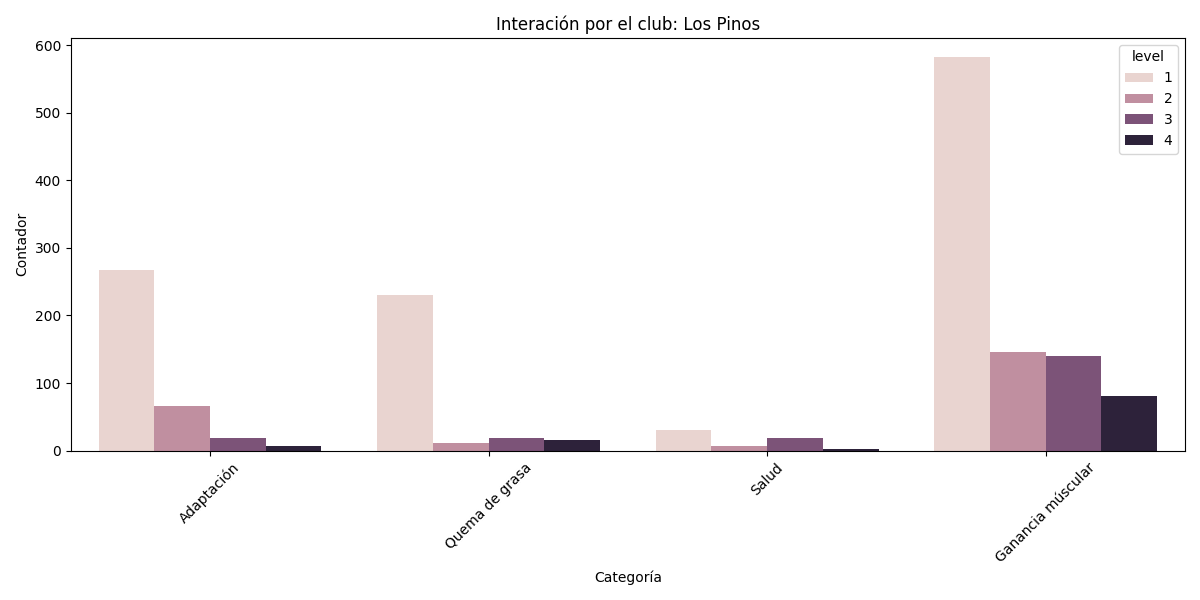 Interación por el club: Los Pinos
level
1
2
3
4
Contador
600
500
400
300
200
100
0
Adaptación
Quema de grasa
Salud
Ganancia múscular
Categoría